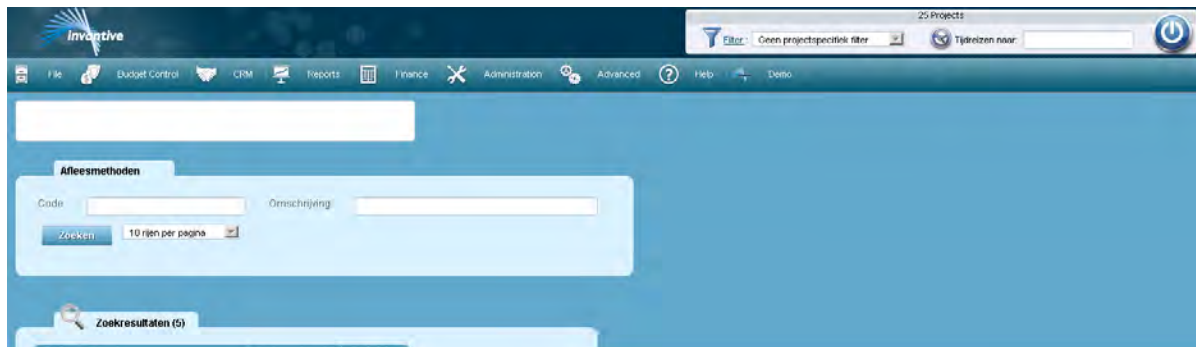 25 Projects
invantive
Filter: Geen projectspecifiek filter Tijdreizen naar:
File Budget Control CRM Reports Finance Administration Advanced Help Demo
Afleesmethoden
Code Omschrijving
Zoeken 10 rijen per pagina
Zoekresultaten (5)